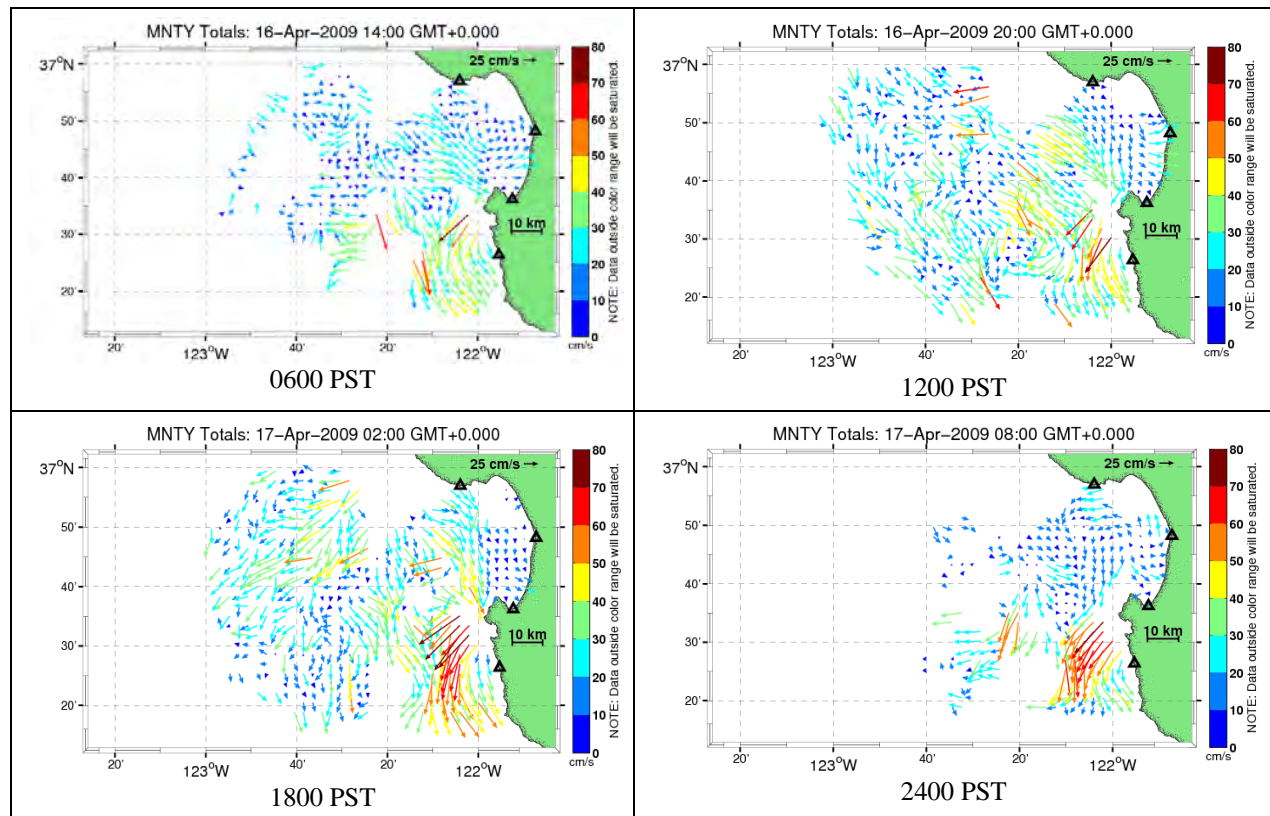 MNTY Totals: 16-Apr-2009 14:00 GMT+0.000
37°N
25 cm/s
50'
40'
30'
20'
10 km
20'
123°W
40'
20'
122°W
80
70
60
50
40
30
20
10
0
cm/s
NOTE: Data outside color range will be saturated.
0600 PST
MNTY Totals: 16-Apr-2009 20:00 GMT+0.000
37°N
25 cm/s
50'
40'
30'
20'
10 km
20'
123°W
40'
20'
122°W
80
70
60
50
40
30
20
10
0
cm/s
NOTE: Data outside color range will be saturated.
1200 PST
MNTY Totals: 17-Apr-2009 02:00 GMT+0.000
37°N
25 cm/s
50'
40'
30'
20'
10 km
20'
123°W
40'
20'
122°W
80
70
60
50
40
30
20
10
0
cm/s
NOTE: Data outside color range will be saturated.
1800 PST
MNTY Totals: 17-Apr-2009 08:00 GMT+0.000
37°N
25 cm/s
50'
40'
30'
20'
10 km
20'
123°W
40'
20'
122°W
80
70
60
50
40
30
20
10
0
cm/s
NOTE: Data outside color range will be saturated.
2400 PST